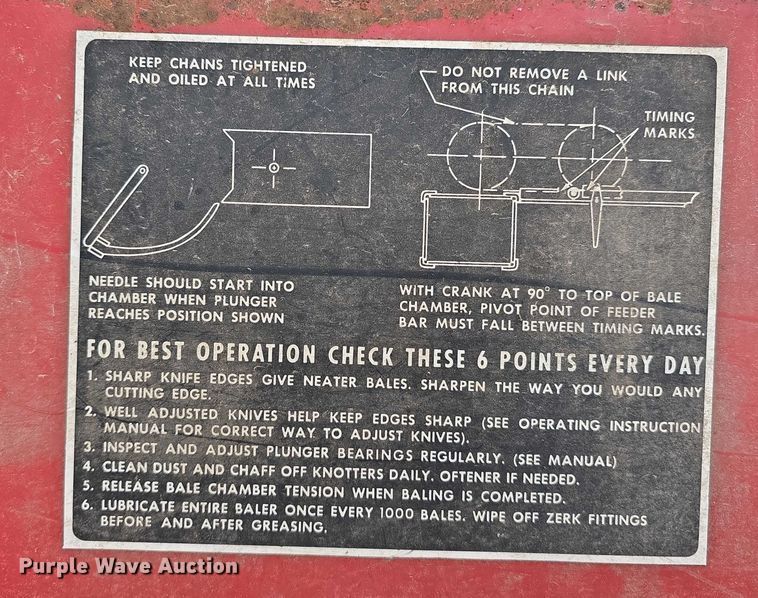 KEEP CHAINS TIGHTENED
AND OILED AT ALL TIMES
DO NOT REMOVE A LINK
FROM THIS CHAIN
TIMING
MARKS
NEEDLE SHOULD START INTO
CHAMBER WHEN PLUNGER
REACHES POSITION SHOWN
WITH CRANK AT 90° TO TOP OF BALE
CHAMBER, PIVOT POINT OF FEEDER
BAR MUST FALL BETWEEN TIMING MARKS.
FOR BEST OPERATION CHECK THESE 6 POINTS EVERY DAY
1. SHARP KNIFE EDGES GIVE NEATER BALES. SHARPEN THE WAY YOU WOULD ANY
CUTTING EDGE.
2. WELL ADJUSTED KNIVES HELP KEEP EDGES SHARP (SEE OPERATING INSTRUCTION
MANUAL FOR CORRECT WAY TO ADJUST KNIVES).
3. INSPECT AND ADJUST PLUNGER BEARINGS REGULARLY. (SEE MANUAL)
4. CLEAN DUST AND CHAFF OFF KNOTTERS DAILY. OFTENER IF NEEDED.
5. RELEASE BALE CHAMBER TENSION WHEN BALING IS COMPLETED.
6. LUBRICATE ENTIRE BALER ONCE EVERY 1000 BALES. WIPE OFF ZERK FITTINGS
BEFORE AND AFTER GREASING.
Purple Wave Auction